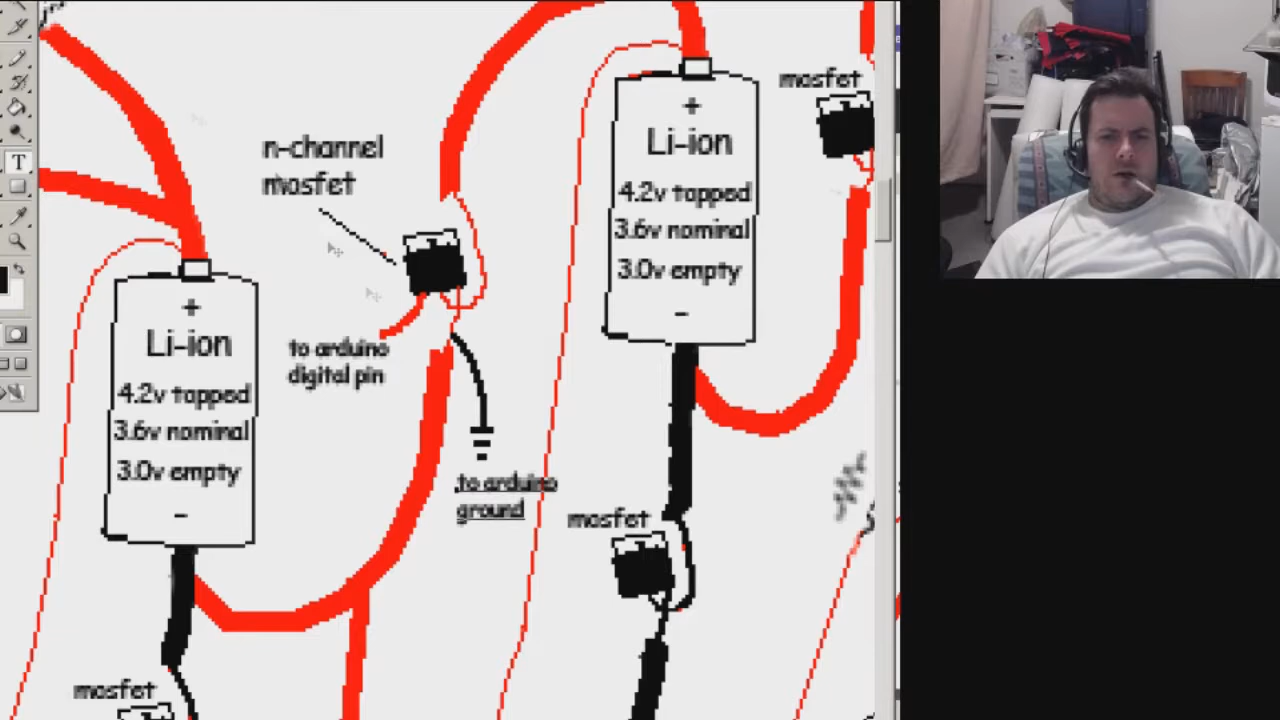 n-channel
mosfet
to arduino
digital pin
to arduino
ground
+
Li-ion
4.2v topped
3.6v nominal
3.0v empty
-
mosfet
+
Li-ion
4.2v topped
3.6v nominal
3.0v empty
-
mosfet
mosfet
T